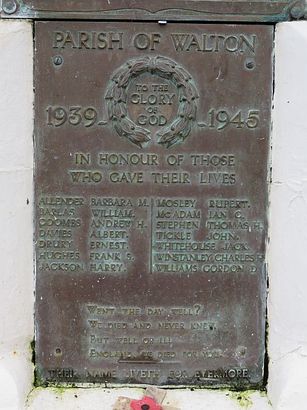 PARISH OF WALTON
TO THE
GLORY
OF
GOD
1939 1945
IN HONOUR OF THOSE
WHO GAVE THEIR LIVES
ALLENDER BARBARA M. MOSLEY RUPERT.
BARLAS WILLIAM. McADAM IAN C.
COOMBS ANDREW H. STEPHEN THOMAS H.
DAVIES ALBERT. TICKLE JOHN.
DRURY ERNEST. WHITEHOUSE JACK.
HUGHES FRANK S. WINSTANLEY CHARLES H
JACKSON HARRY. WILLIAMS GORDON D
WENT THE DAY WELL?
WE DIED AND NEVER KNEW.
BUT WELL OR ILL
ENGLAND WE DIED FOR YOU.
THEIR NAME LIVETH FOR EVERMORE.